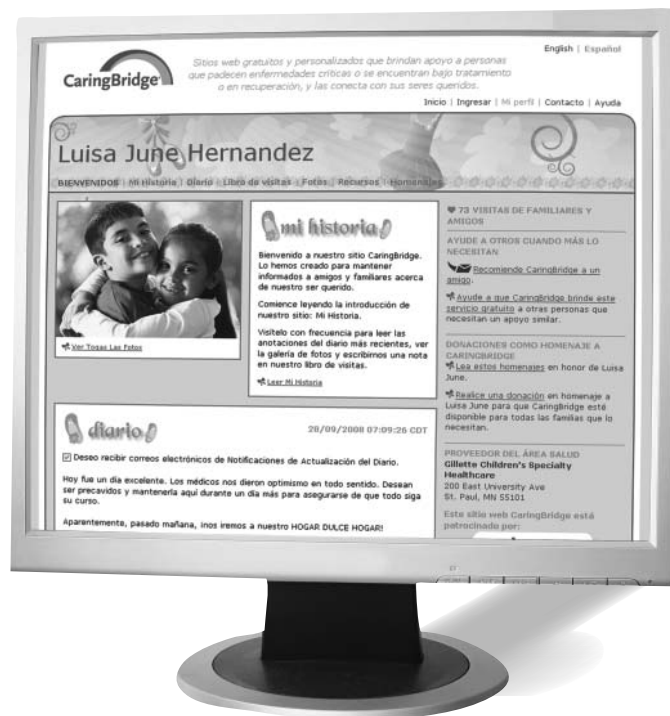 CaringBridge
Sitios web gratuitos y personalizados que brindan apoyo a personas
que padecen enfermedades críticas o se encuentran bajo tratamiento
o en recuperación, y las conecta con sus seres queridos.
English | Español
Inicio | Ingresar | Mi perfil | Contacto | Ayuda
Luisa June Hernandez
BIENVENIDOS | Mi Historia | Diario | Libro de visitas | Fotos | Recursos | Homenajes
Ver Todas Las Fotos
mi historia
Bienvenido a nuestro sitio CaringBridge.
Lo hemos creado para mantener
informados a amigos y familiares acerca
de nuestro ser querido.
Comience leyendo la introducción de
nuestro sitio: Mi Historia.
Visítelo con frecuencia para leer las
anotaciones del diario más recientes, ver
la galería de fotos y escribirnos una nota
en nuestro libro de visitas.
Leer Mi Historia
diario
28/09/2008 07:09:26 CDT
Deseo recibir correos electrónicos de Notificaciones de Actualización del Diario.
Hoy fue un día excelente. Los médicos nos dieron optimismo en todo sentido. Desean
ser precavidos y mantenerla aquí durante un día más para asegurarse de que todo siga
su curso.
Aparentemente, pasado mañana, ¡nos iremos a nuestro HOGAR DULCE HOGAR!
73 VISITAS DE FAMILIARES Y
AMIGOS
AYUDE A OTROS CUANDO MÁS LO
NECESITAN
Recomiende CaringBridge a un
amigo.
Ayude a que CaringBridge brinde este
servicio gratuito a otras personas que
necesitan un apoyo similar.
DONACIONES COMO HOMENAJE A
CARINGBRIDGE
Lea estos homenajes en honor de Luisa
June.
Realice una donación en homenaje a
Luisa June para que CaringBridge esté
disponible para todas las familias que lo
necesitan.
PROVEEDOR DEL ÁREA SALUD
Gillette Children's Specialty
Healthcare
200 East University Ave
St. Paul, MN 55101
Este sitio web CaringBridge está
patrocinado por: